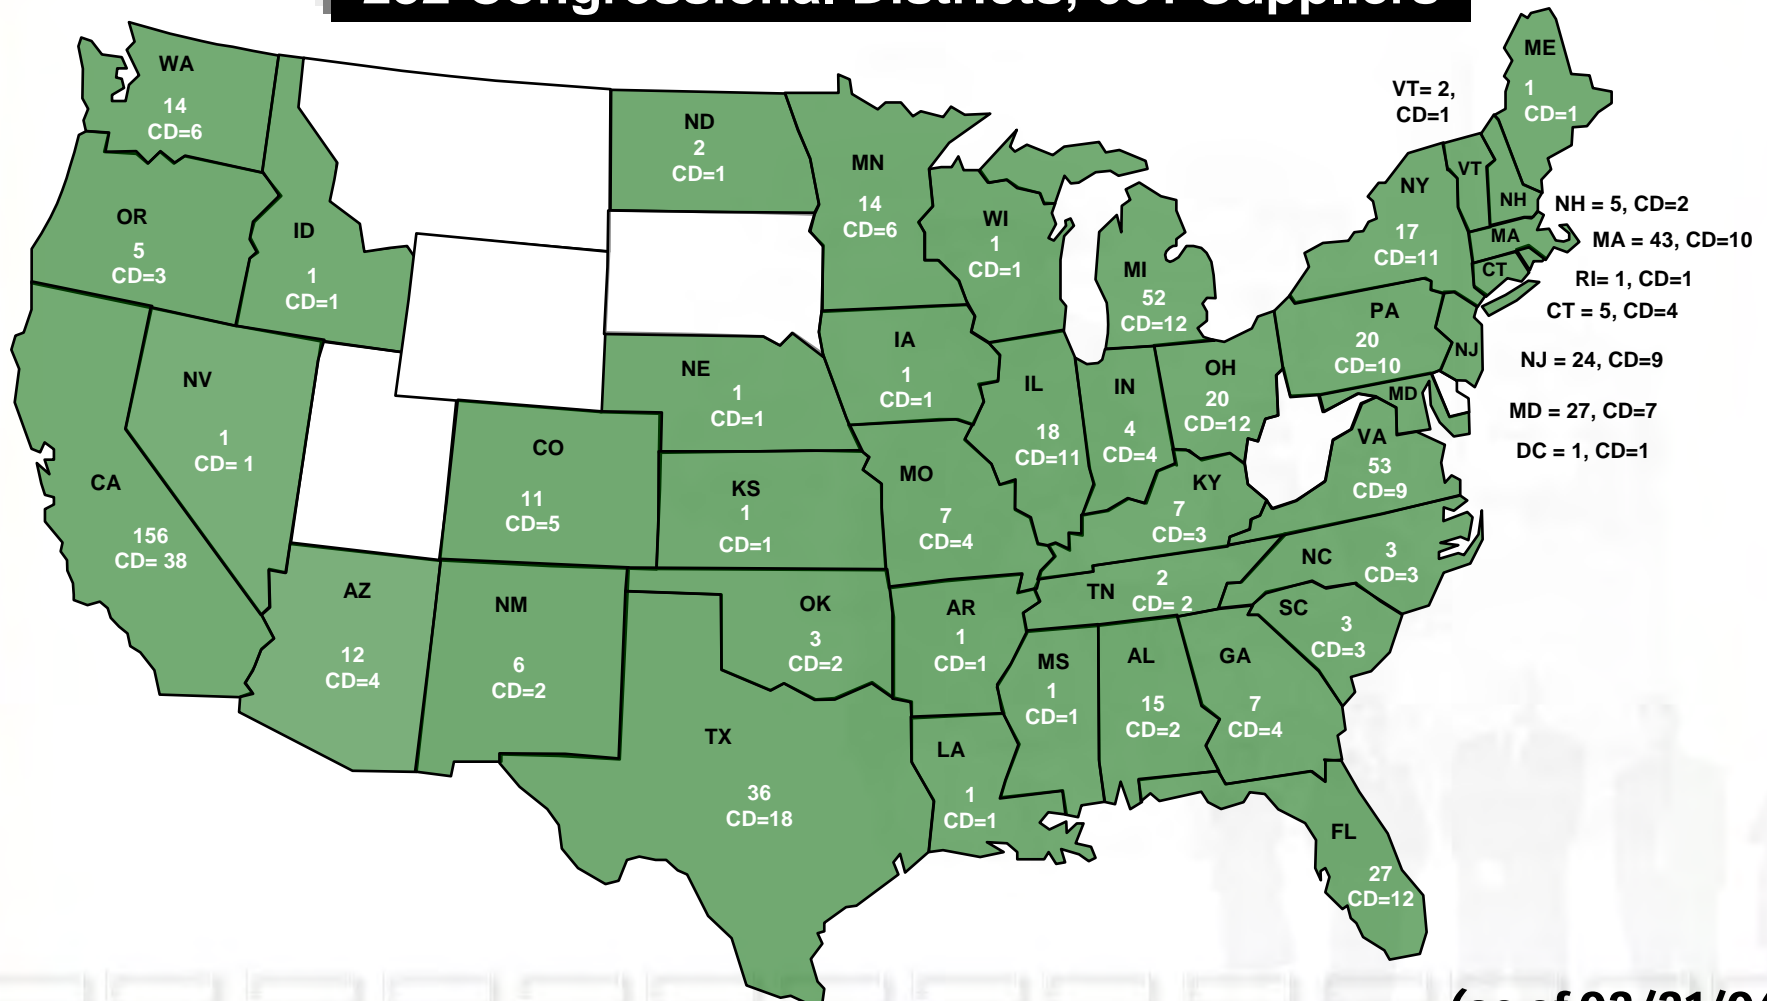 Congressional Districts,
Suppliers
WA
14
CD=6
OR
5
CD=3
ID
1
CD=1
ND
2
CD=1
MN
14
CD=6
WI
1
CD=1
MI
52
CD=12
VT= 2,
CD=1
ME
1
CD=1
VT
NH
NY
17
CD=11
NH = 5, CD=2
MA
MA = 43, CD=10
CT
RI= 1, CD=1
CT = 5, CD=4
PA
20
CD=10
NJ
NJ = 24, CD=9
MD
MD = 27, CD=7
DC = 1, CD=1
NV
1
CD= 1
CA
156
CD= 38
NE
1
CD=1
IA
1
CD=1
IL
18
CD=11
IN
4
CD=4
OH
20
CD=12
VA
53
CD=9
CO
11
CD=5
KS
1
CD=1
MO
7
CD=4
KY
7
CD=3
AZ
12
CD=4
NM
6
CD=2
OK
3
CD=2
AR
1
CD=1
TN
2
CD= 2
NC
3
CD=3
SC
3
CD=3
MS
1
CD=1
AL
15
CD=2
GA
7
CD=4
TX
36
CD=18
LA
1
CD=1
FL
27
CD=12
(as of